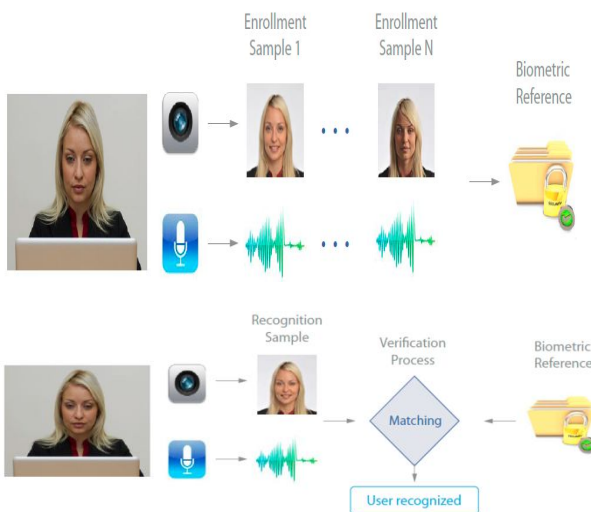 Enrollment
Sample 1
Enrollment
Sample N
Biometric
Reference
Recognition
Sample
Verification
Process
Biometric
Reference
Matching
User recognized